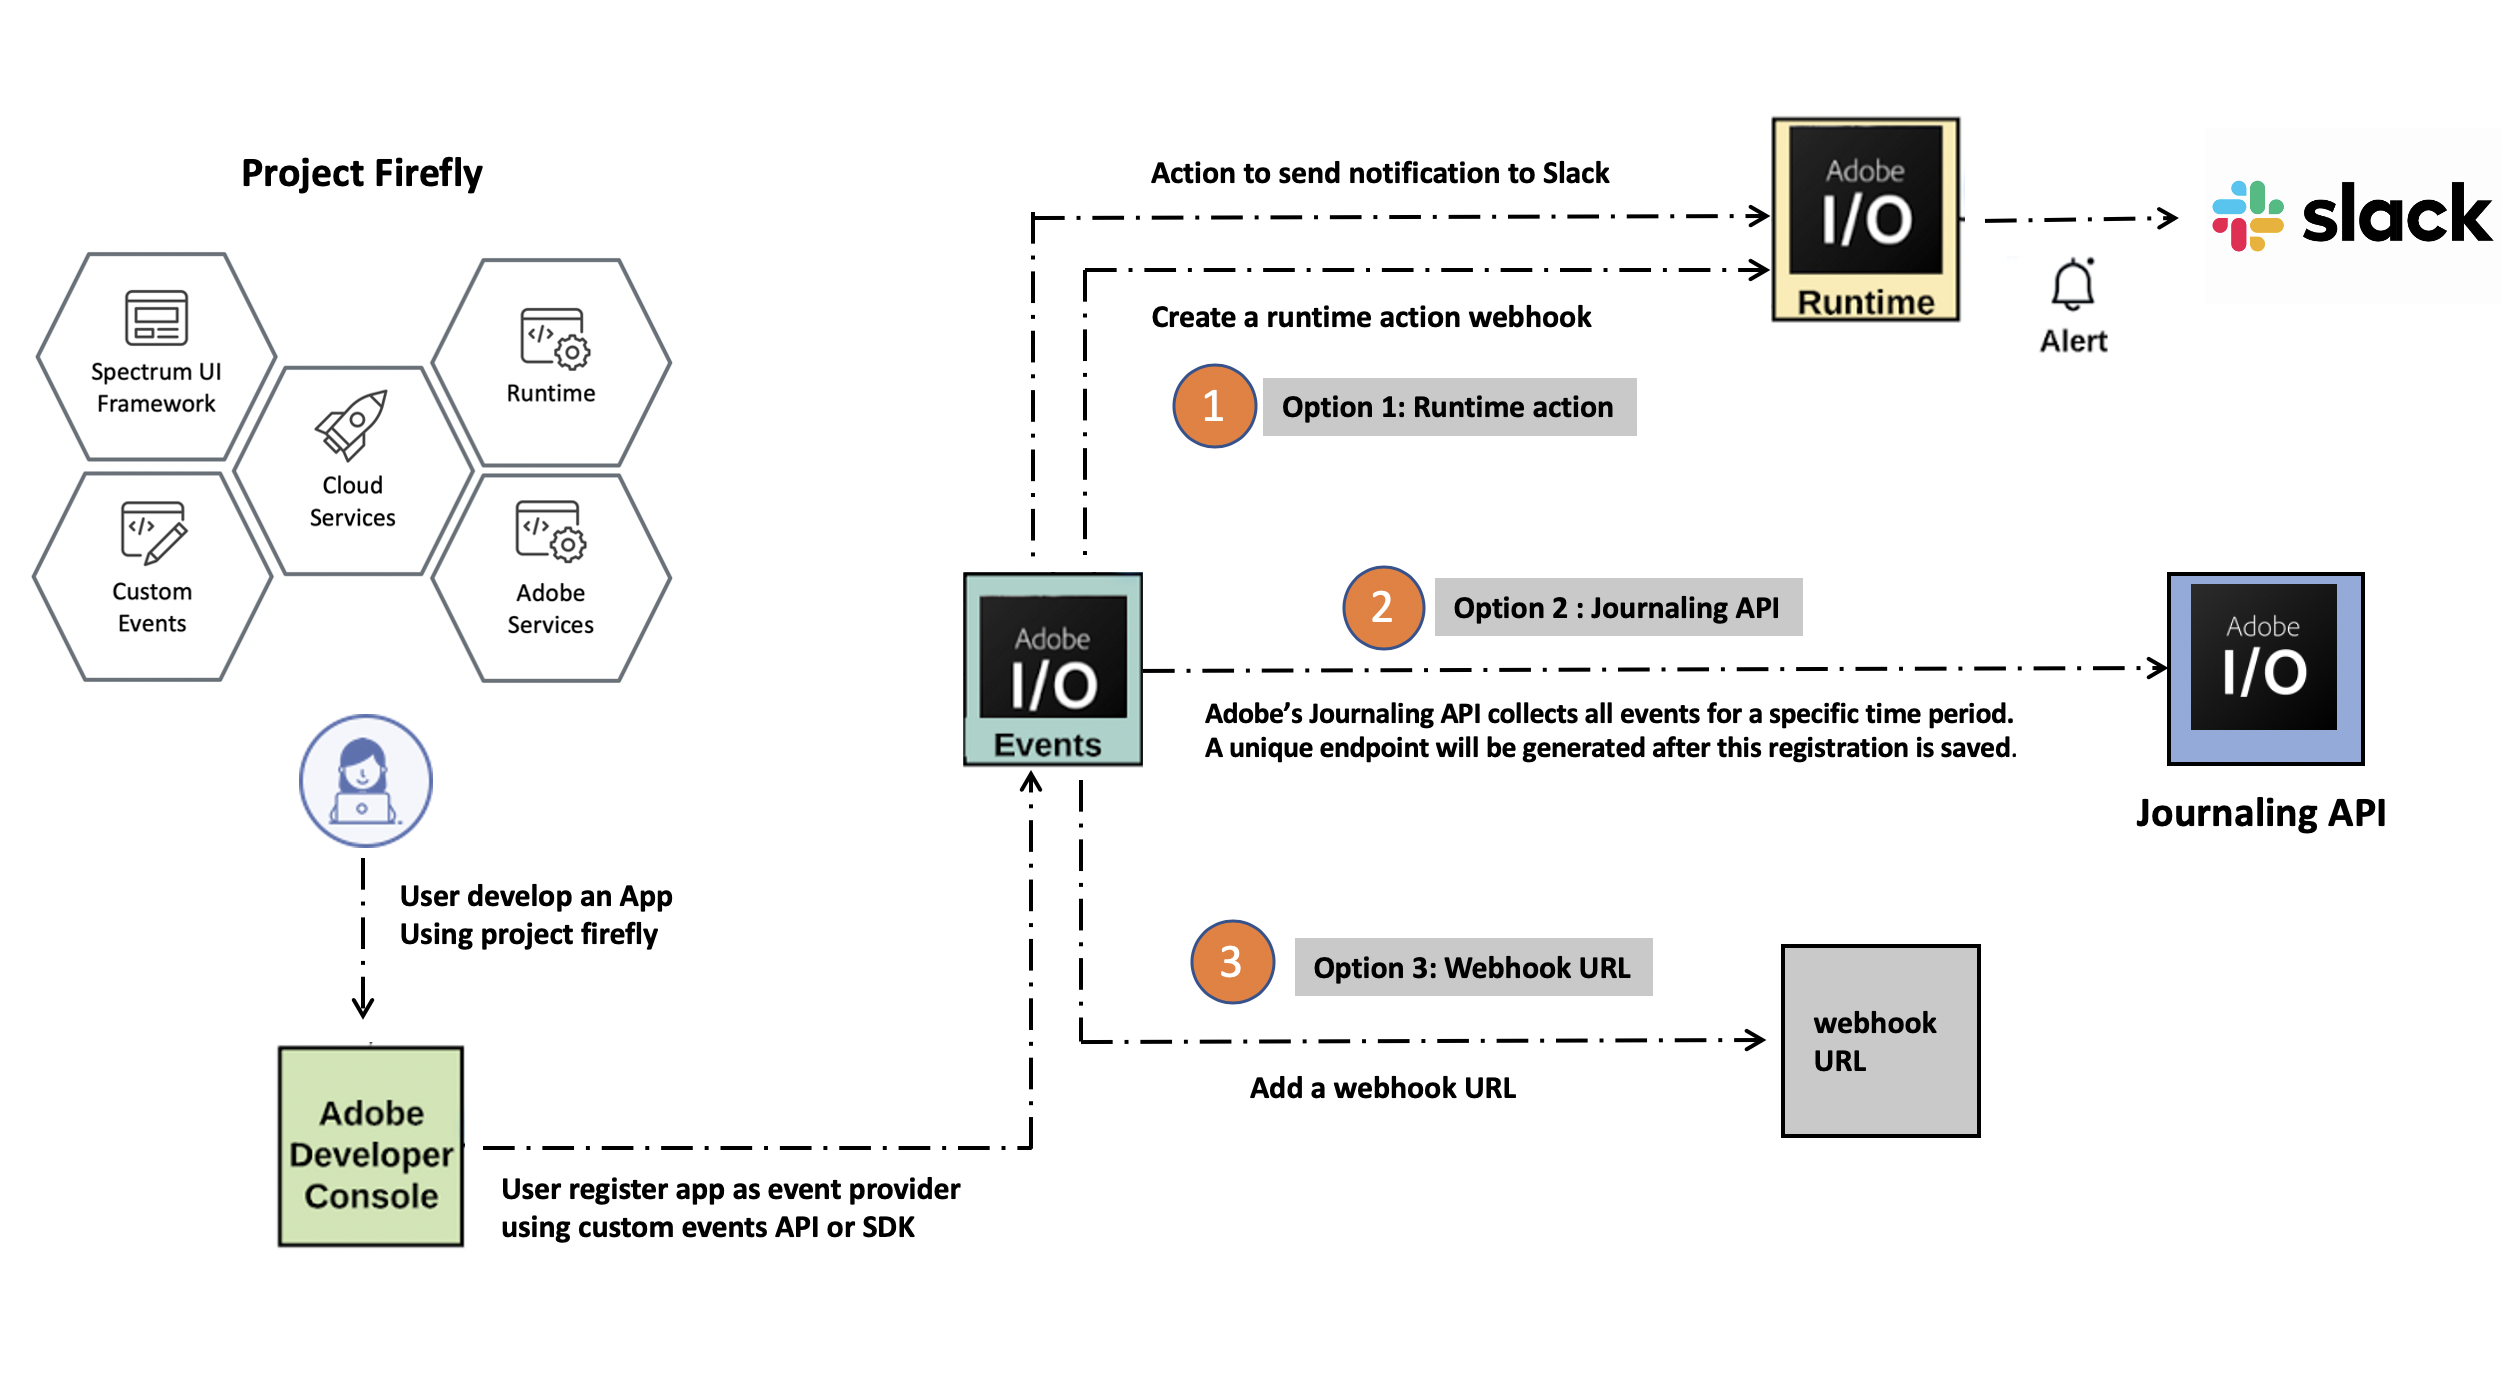 Project Firefly
Spectrum UI
Framework
Runtime
Cloud
Services
Custom
Events
Adobe
Services
User develop an App
Using project firefly
Adobe
Developer
Console
User register app as event provider
using custom events API or SDK
Adobe
I/O
Events
Action to send notification to Slack
Create a runtime action webhook
1
Option 1: Runtime action
Adobe
I/O
Runtime
Alert
slack
2
Option 2 : Journaling API
Adobe’s Journaling API collects all events for a specific time period.
A unique endpoint will be generated after this registration is saved.
Adobe
I/O
Journaling API
3
Option 3: Webhook URL
Add a webhook URL
webhook
URL